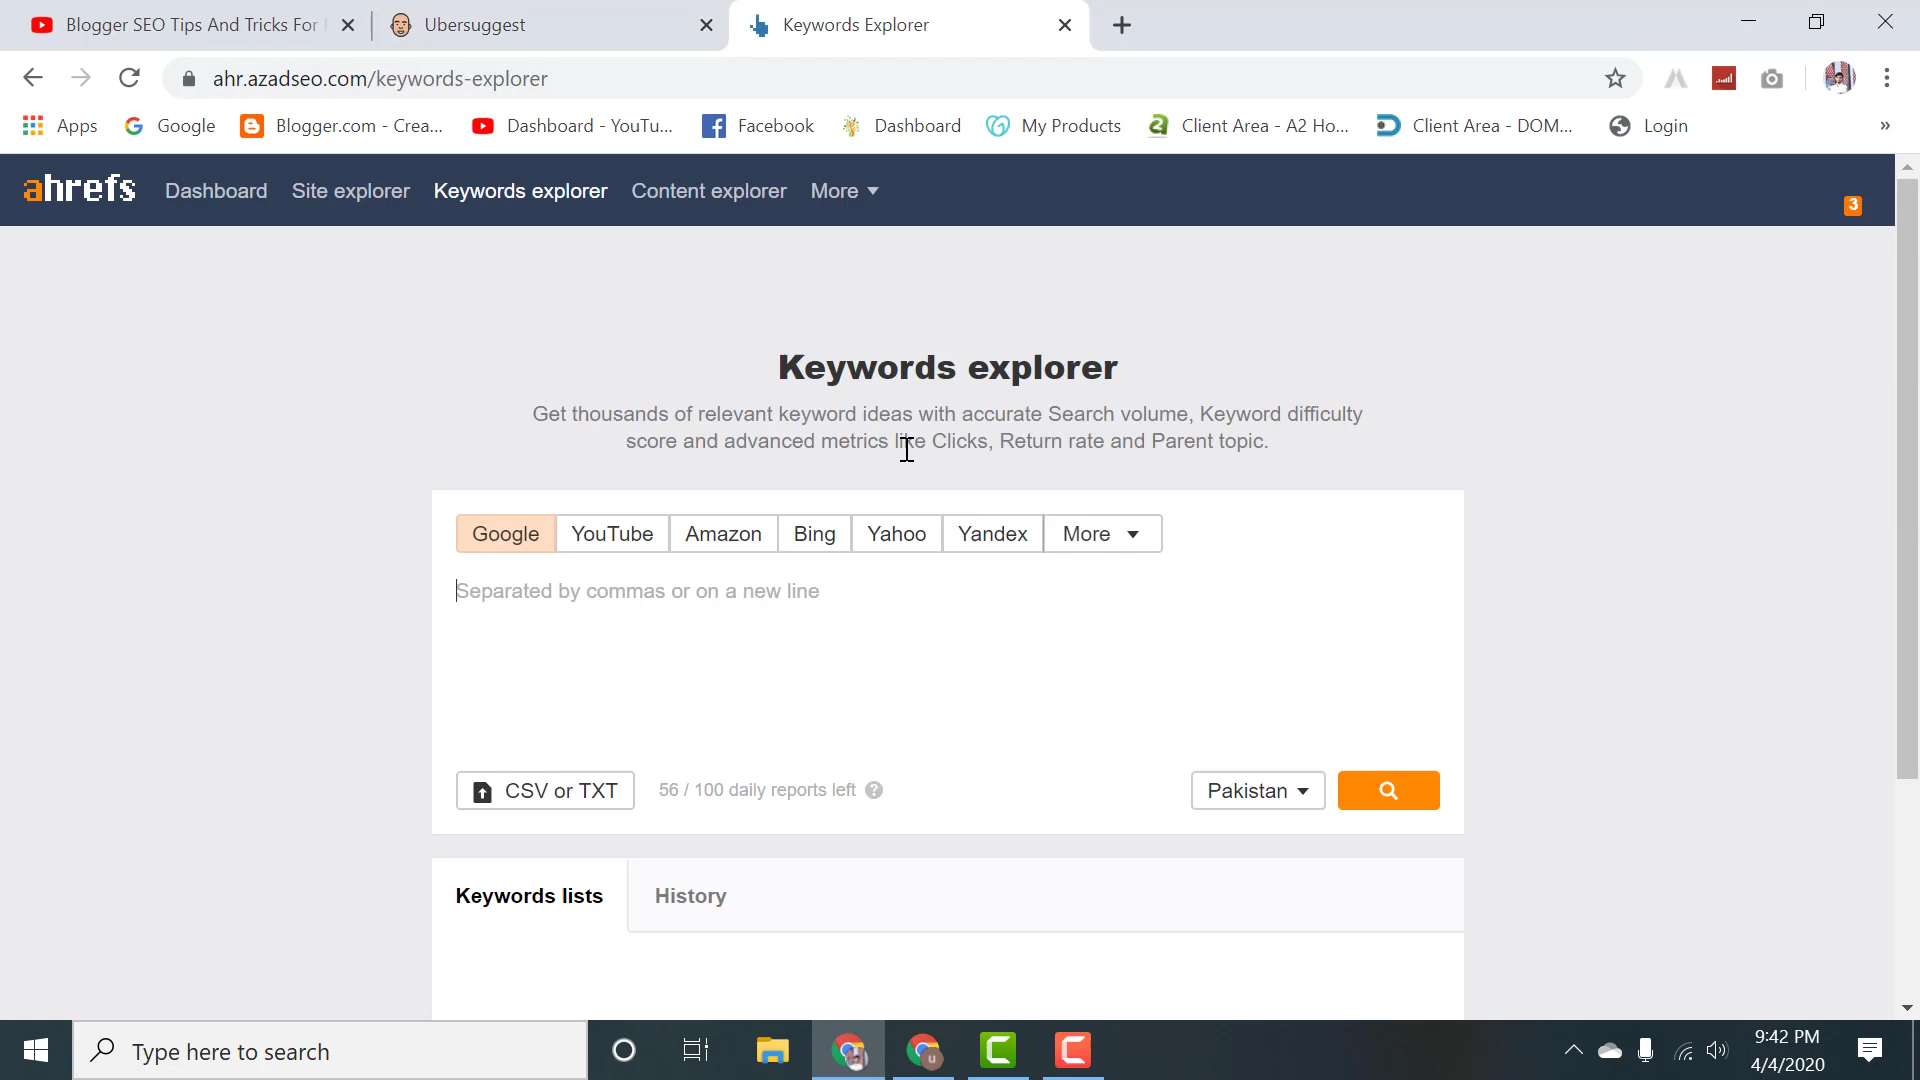 Blogger SEO Tips And Tricks For
Ubersuggest
Keywords Explorer
ahr.azadseo.com/keywords-explorer
Apps
Google
Blogger.com - Crea...
Dashboard - YouTu...
Facebook
Dashboard
My Products
Client Area - A2 Ho...
Client Area - DOM...
Login
»
ahrefs
Dashboard
Site explorer
Keywords explorer
Content explorer
More
3
Keywords explorer
Get thousands of relevant keyword ideas with accurate Search volume, Keyword difficulty
score and advanced metrics like Clicks, Return rate and Parent topic.
Google
YouTube
Amazon
Bing
Yahoo
Yandex
More
Separated by commas or on a new line
CSV or TXT
56 / 100 daily reports left
?
Pakistan
Keywords lists
History
Type here to search
9:42 PM
4/4/2020